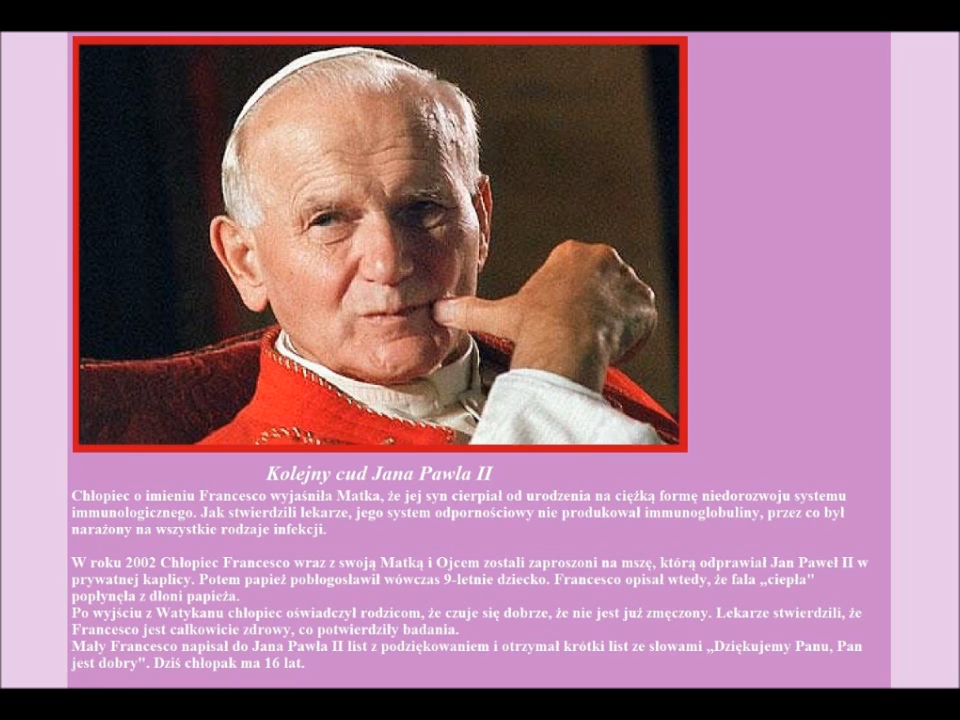 Kolejny cud Jana Pawla II
Chłopiec o imieniu Francesco wyjaśniła Matka, że jej syn cierpiał od urodzenia na ciężką formę niedorozwoju systemu
immunologicznego. Jak stwierdzili lekarze, jego system odpornościowy nie produkował immunoglobuliny, przez co był
narażony na wszystkie rodzaje infekcji.
W roku 2002 Chłopiec Francesco wraz z swoją Matką i Ojcem zostali zaproszoni na mszę, którą odprawiał Jan Paweł II w
prywatnej kaplicy. Potem papież pobłogosławił wówczas 9-letnie dziecko. Francesco opisał wtedy, że fala „ciepła"
popłynęła z dłoni papieża.
Po wyjściu z Watykanu chłopiec oświadczył rodzicom, że czuje się dobrze, że nie jest już zmęczony. Lekarze stwierdzili, że
Francesco jest całkowicie zdrowy, co potwierdziły badania.
Mały Francesco napisał do Jana Pawła II list z podziękowaniem i otrzymał krótki list ze słowami „Dziękujemy Panu, Pan
jest dobry". Dziś chłopak ma 16 lat.